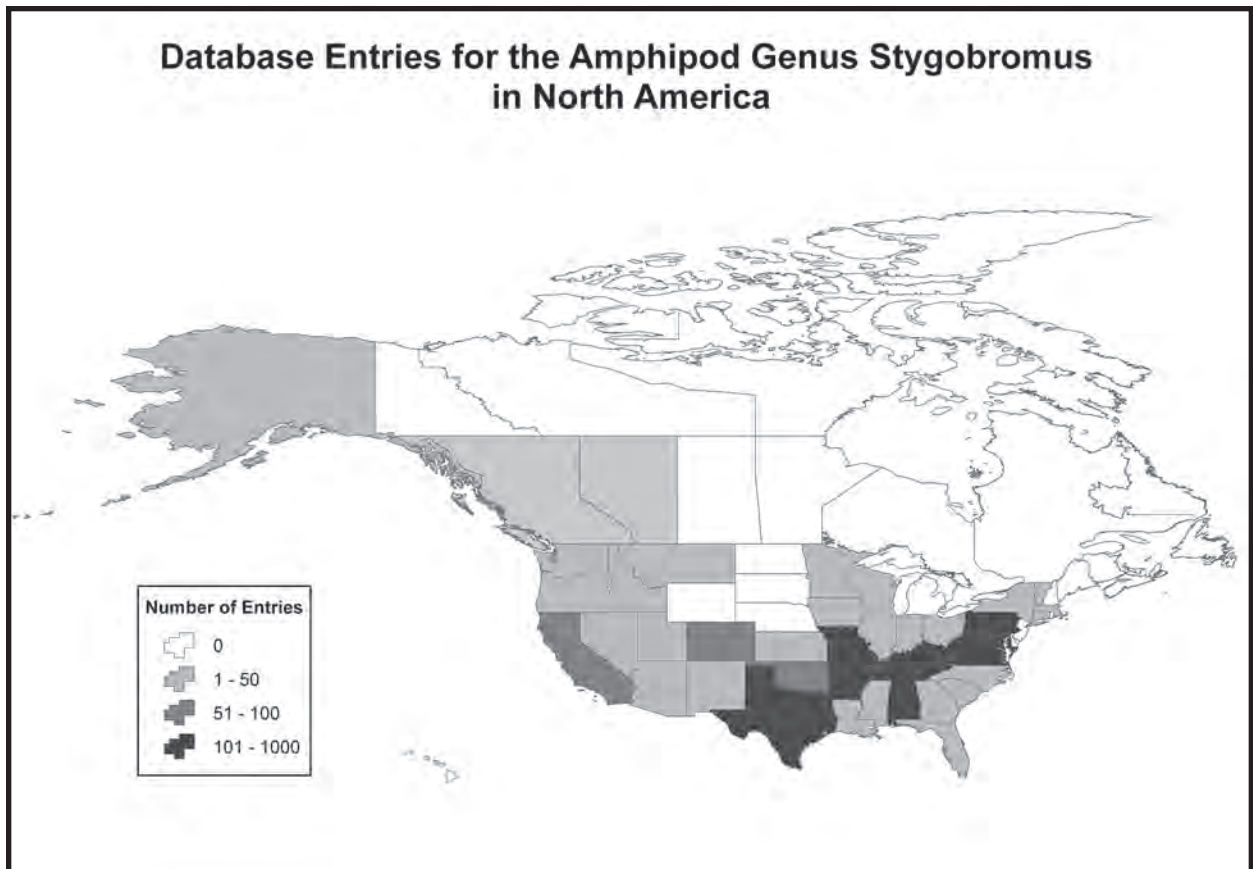 Database Entries for the Amphipod Genus Stygobromus
in North America
Number of Entries
0
1 - 50
51 - 100
101 - 1000